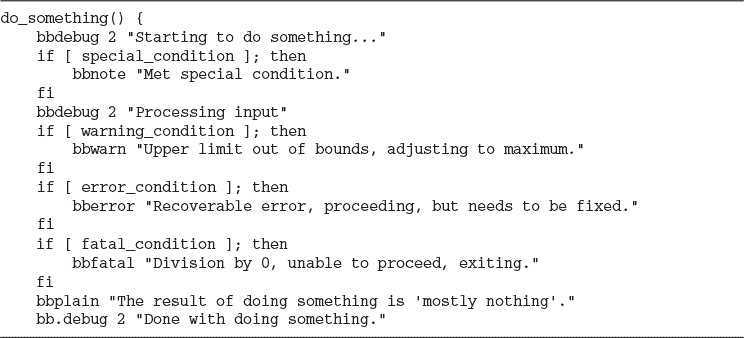 do_something() {
    bbdebug 2 "Starting to do something..."
    if [ special_condition ]; then
        bbnote "Met special condition."
    fi
    bbdebug 2 "Processing input"
    if [ warning_condition ]; then
        bbwarn "Upper limit out of bounds, adjusting to maximum."
    fi
    if [ error_condition ]; then
        bberror "Recoverable error, proceeding, but needs to be fixed."
    fi
    if [ fatal_condition ]; then
        bbfatal "Division by 0, unable to proceed, exiting."
    fi
    bbplain "The result of doing something is 'mostly nothing'."
    bb.debug 2 "Done with doing something."